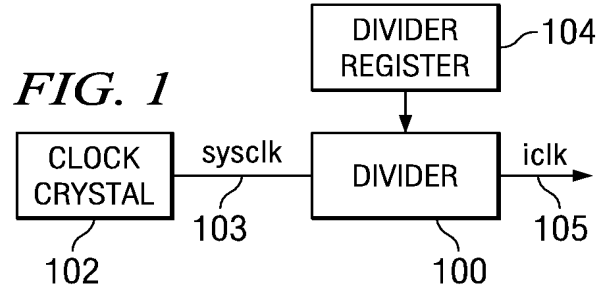 DIVIDER
REGISTER
104
FIG. 1
CLOCK
CRYSTAL
sysclk
DIVIDER
iclk
102
103
100
105